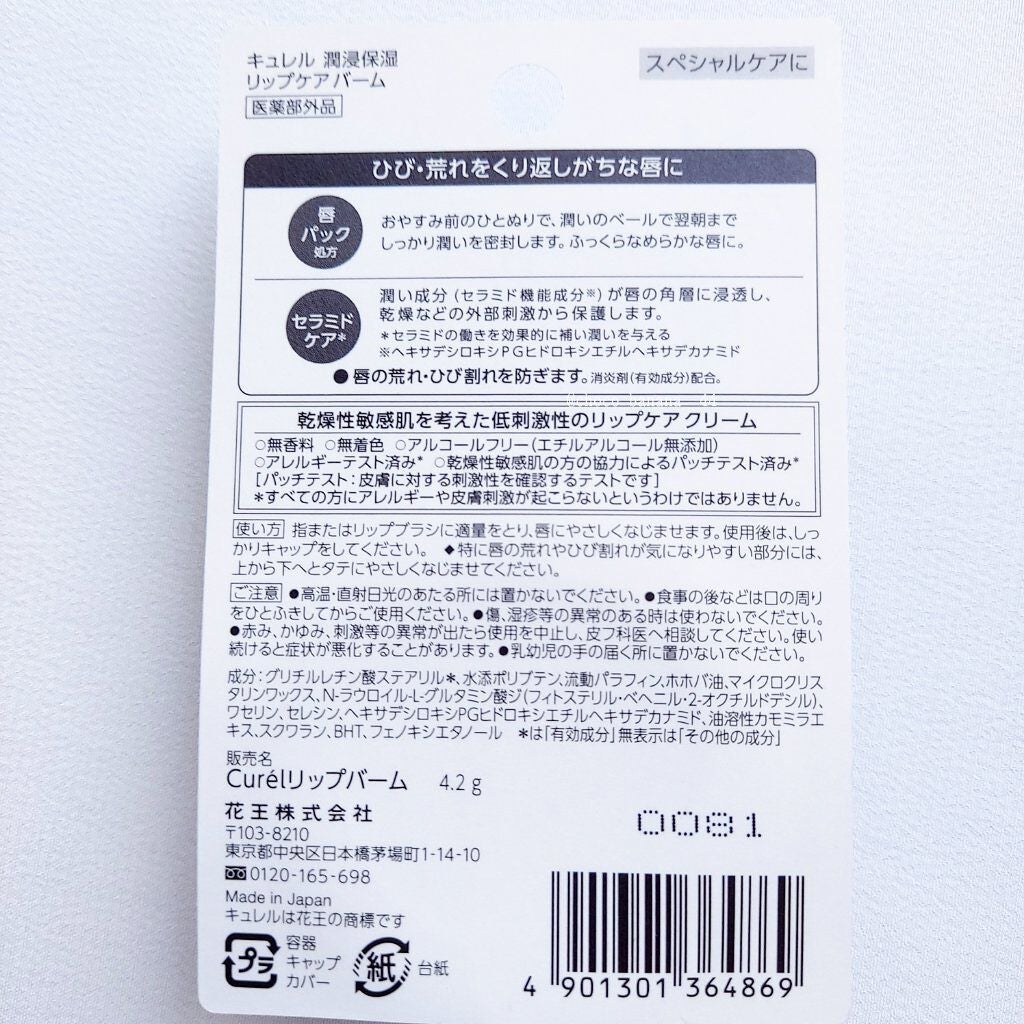 キュレル 潤浸保湿
リップケアバーム
医薬部外品
スペシャルケアに
ひび・荒れをくり返しがちな唇に
唇
パック
処方
おやすみ前のひとぬりで、潤いのベールで翌朝まで
しっかり潤いを密封します。ふっくらなめらかな唇に。
セラミド
ケア*
潤い成分(セラミド機能成分※)が唇の角層に浸透し、
乾燥などの外部刺激から保護します。
*セラミドの働きを効果的に補い潤いを与える
※ヘキサデシロキシPGヒドロキシエチルヘキサデカナミド
●唇の荒れ・ひび割れを防ぎます。消炎剤(有効成分)配合。
乾燥性敏感肌を考えた低刺激性のリップケア クリーム
○無香料 ○無着色 ○アルコールフリー(エチルアルコール無添加)
○アレルギーテスト済み* ○乾燥性敏感肌の方の協力によるパッチテスト済み*
[パッチテスト:皮膚に対する刺激性を確認するテストです]
*すべての方にアレルギーや皮膚刺激が起こらないというわけではありません。
使い方 指またはリップブラシに適量をとり、唇にやさしくなじませます。使用後は、しっ
かりキャップをしてください。 ◆特に唇の荒れやひび割れが気になりやすい部分には、
上から下へとタテにやさしくなじませてください。
ご注意 ●高温・直射日光のあたる所には置かないでください。●食事の後などは口の周り
をひとふきしてからご使用ください。●傷、湿疹等の異常のある時は使わないでください。
●赤み、かゆみ、刺激等の異常が出たら使用を中止し、皮フ科医へ相談してください。使い
続けると症状が悪化することがあります。●乳幼児の手の届く所に置かないでください。
成分:グリチルレチン酸ステアリル*、水添ポリブテン、流動パラフィン、ホホバ油、マイクロクリス
タリンワックス、N-ラウロイル-L-グルタミン酸ジ(フィトステリル・ベヘニル・2-オクチルドデシル)、
ワセリン、セレシン、ヘキサデシロキシPGヒドロキシエチルヘキサデカナミド、油溶性カモミラエ
キス、スクワラン、BHT、フェノキシエタノール *は「有効成分」無表示は「その他の成分」
販売名
Curélリップバーム 4.2g
花王株式会社
〒103-8210
東京都中央区日本橋茅場町1-14-10
0120-165-698
Made in Japan
キュレルは花王の商標です
プラ
容器
キャップ
カバー
紙
台紙
0081
4 901301 364869